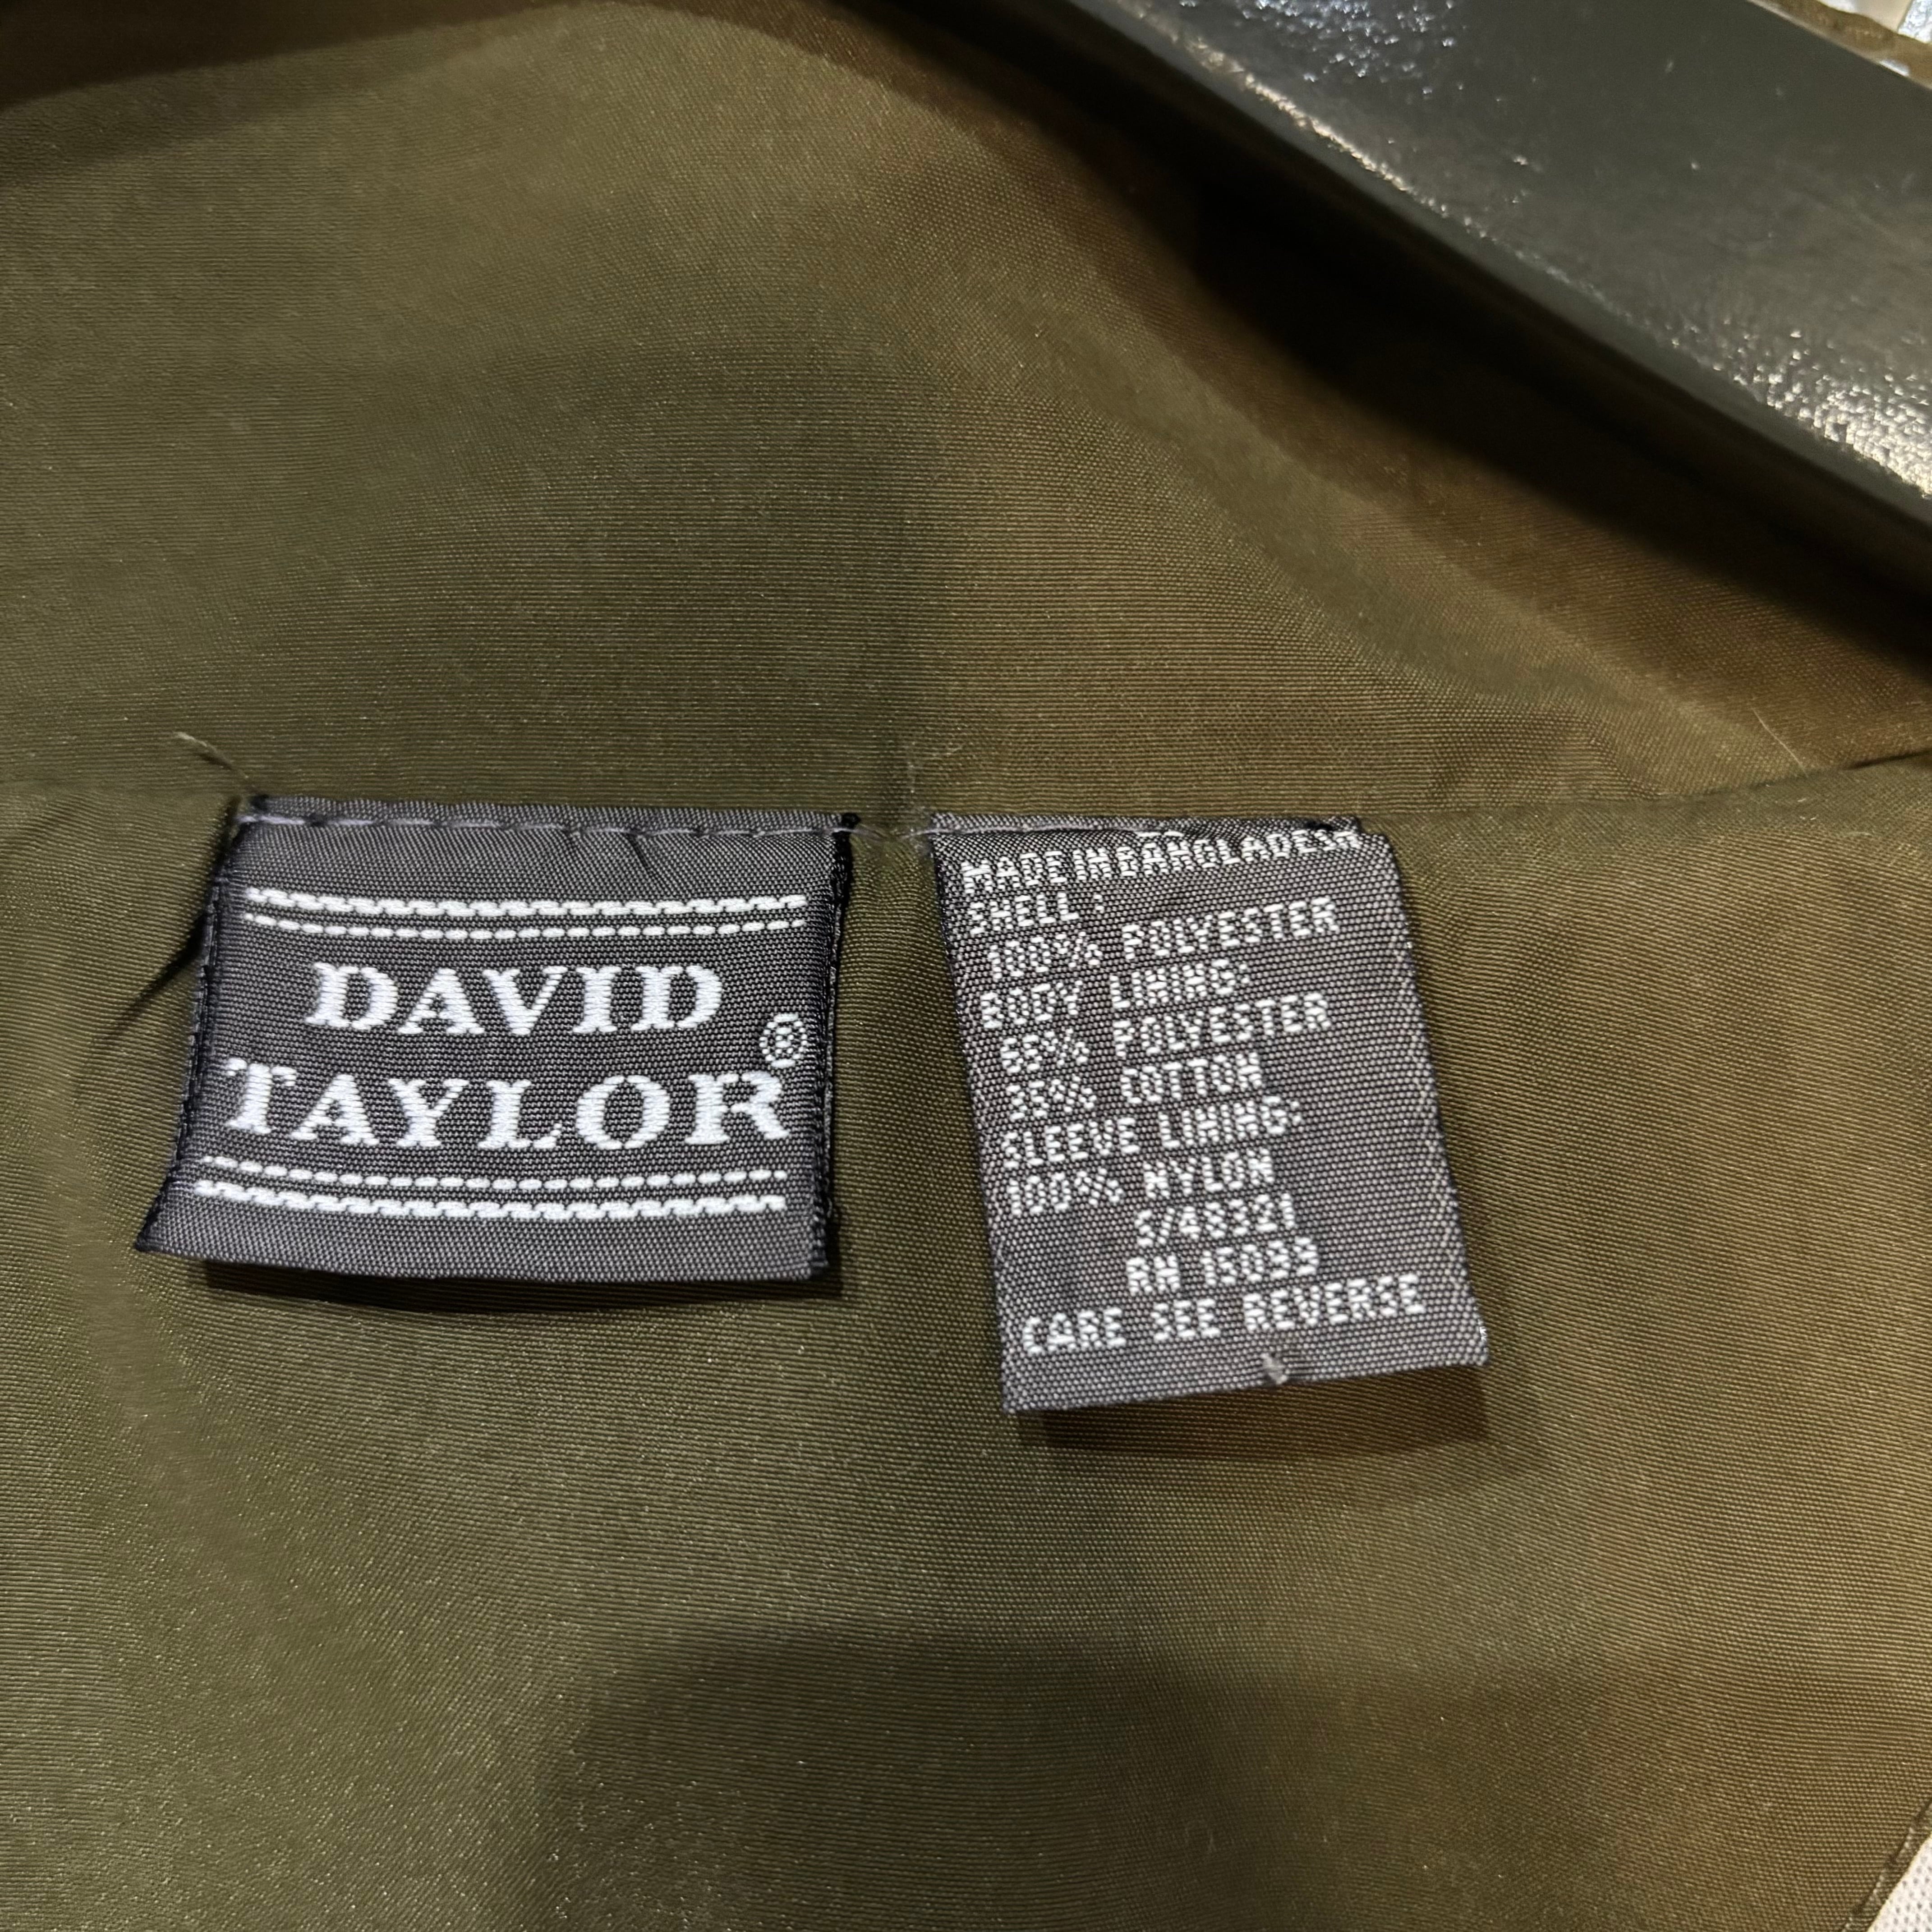 DAVID
TAYLOR®
MADE IN BANGLADESH
SHELL:
100% POLYESTER
BODY LINING:
65% POLYESTER
35% COTTON
SLEEVE LINING:
100% NYLON
S/48321
RN 15099
CARE SEE REVERSE